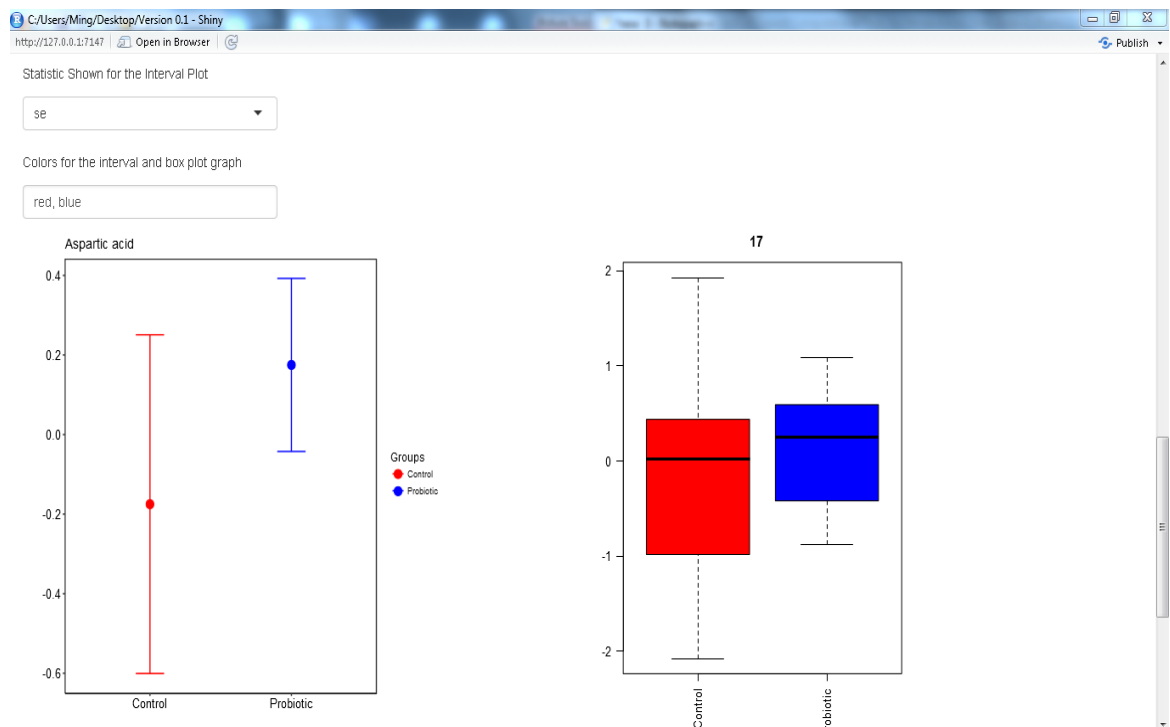 C:/Users/Ming/Desktop/Version 0.1 - Shiny
http://127.0.0.1:7147 Open in Browser Publish
Statistic Shown for the Interval Plot
se
Colors for the interval and box plot graph
red, blue
Aspartic acid
0.4
0.2
0.0
-0.2
-0.4
-0.6
Control Probiotic
Groups
Control
Probiotic
17
2
1
0
-1
-2
Control
robiotic